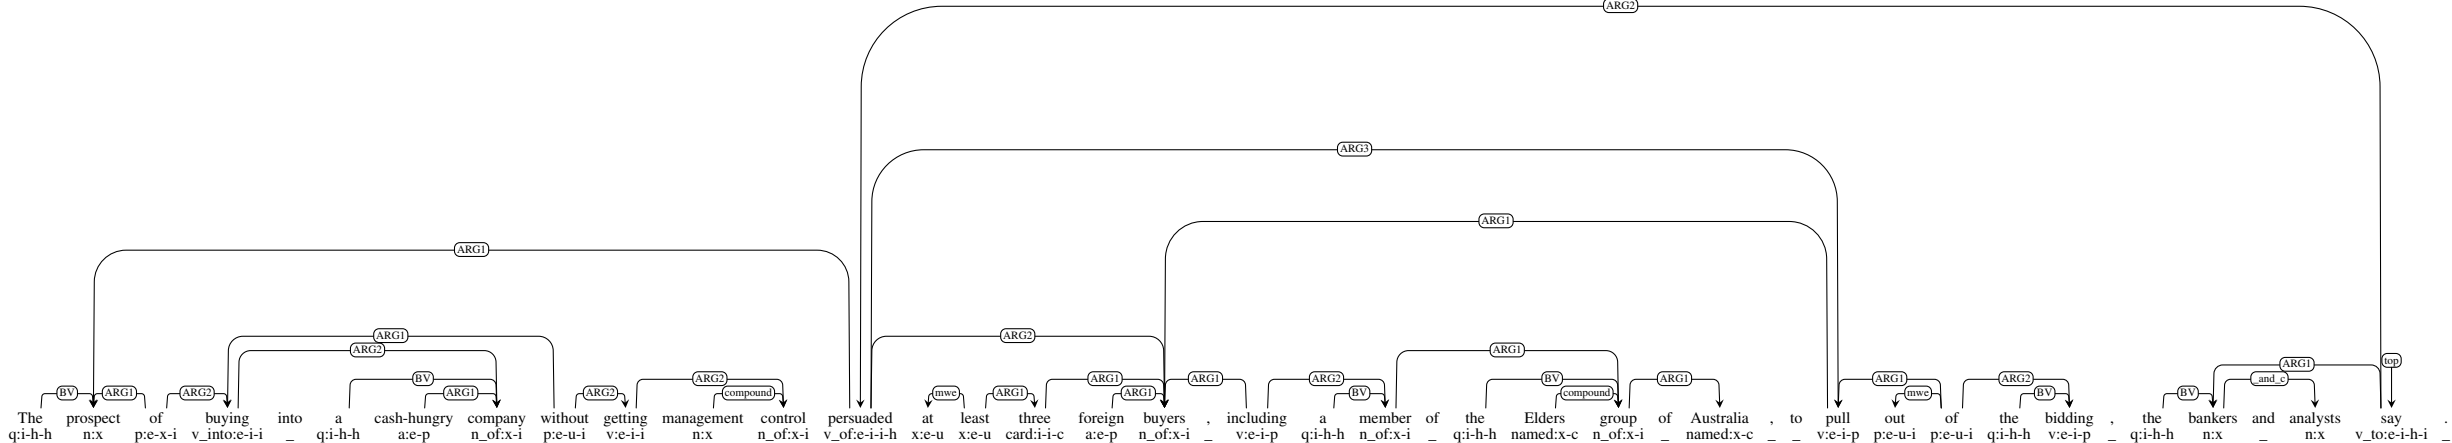 ARG2
ARG3
ARG1
ARG1
ARG1 ARG2
ARG2 ARG1
top
ARG1
BV ARG2 ARG1 ARG1 ARG2 BV ARG1 ARG1 ARG2 _and_c
BV ARG1 ARG2 ARG1 ARG2 compound mwe ARG1 ARG1 BV compound mwe BV BV
The prospect of buying into a cash-hungry company without getting management control persuaded at least three foreign buyers , including a member of the Elders group of Australia , to pull out of the bidding , the bankers and analysts say .
q:i-h-h n:x p:e-x-i v_into:e-i-i _ q:i-h-h a:e-p n_of:x-i p:e-u-i v:e-i-i n:x n_of:x-i v_of:e-i-i-h x:e-u x:e-u card:i-i-c a:e-p n_of:x-i _ v:e-i-p q:i-h-h n_of:x-i _ q:i-h-h named:x-c n_of:x-i _ named:x-c _ _ v:e-i-p p:e-u-i p:e-u-i q:i-h-h v:e-i-p _ q:i-h-h n:x _ n:x v_to:e-i-h-i _